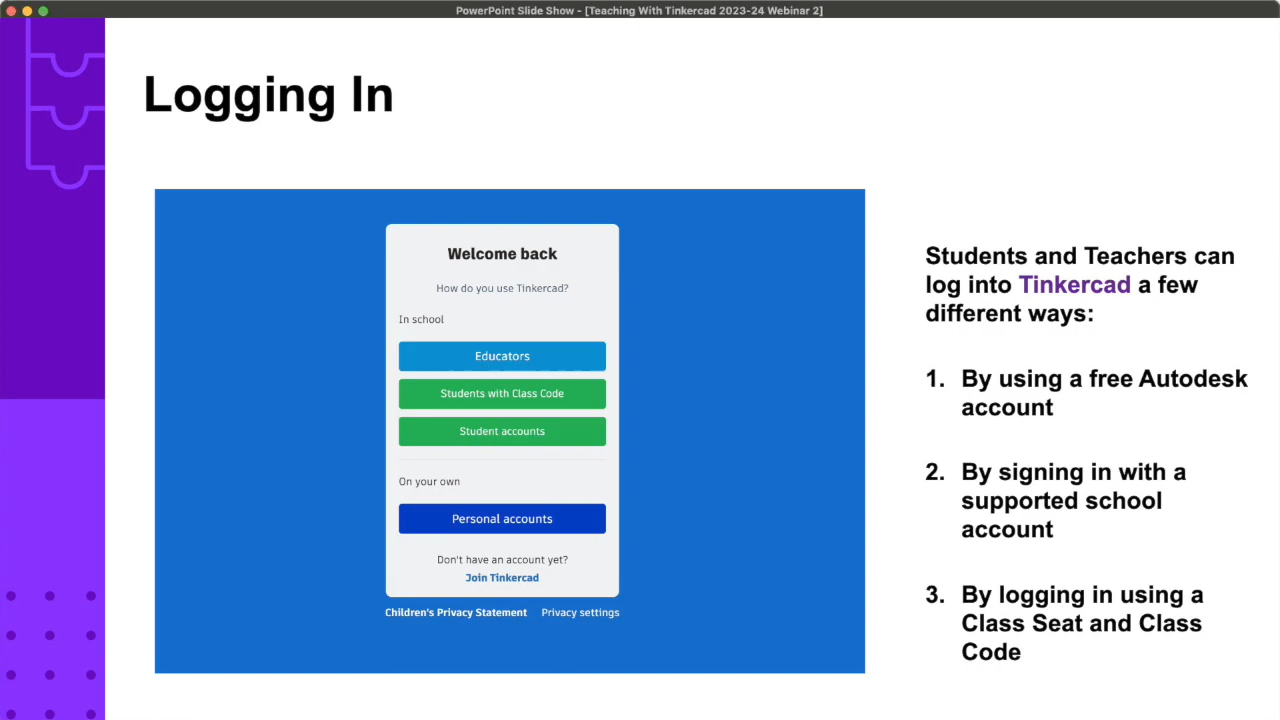 PowerPoint Slide Show - [Teaching With Tinkercad 2023-24 Webinar 2]
Logging In
Welcome back
How do you use Tinkercad?
In school
Educators
Students with Class Code
Student accounts
On your own
Personal accounts
Don't have an account yet?
Join Tinkercad
Children's Privacy Statement Privacy settings
Students and Teachers can
log into Tinkercad a few
different ways:
1. By using a free Autodesk
account
2. By signing in with a
supported school
account
3. By logging in using a
Class Seat and Class
Code